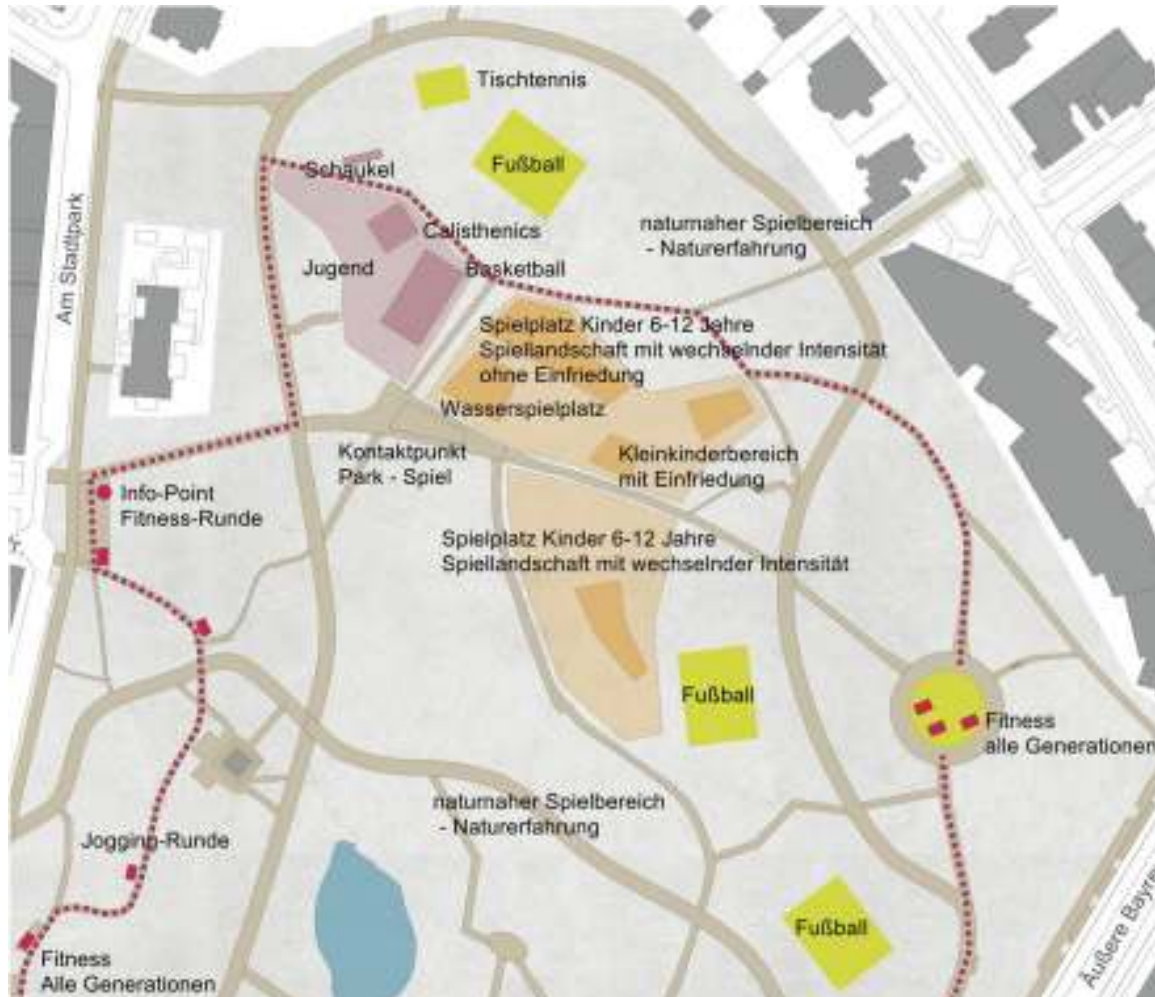 Tischtennis
Fußball
Schaukel
Calisthenics
naturnaher Spielbereich
- Naturerfahrung
Jugend
Basketball
Am Stadtpark
Spielplatz Kinder 6-12 Jahre
Spiellandschaft mit wechselnder Intensität
ohne Einfriedung
Wasserspielplatz
Kontaktpunkt
Park - Spiel
Kleinkinderbereich
mit Einfriedung
Info-Point
Fitness-Runde
Spielplatz Kinder 6-12 Jahre
Spiellandschaft mit wechselnder Intensität
Fußball
Fitness
alle Generationen
naturnaher Spielbereich
- Naturerfahrung
Jogging-Runde
Fußball
Äußere Bayre
Fitness
Alle Generationen